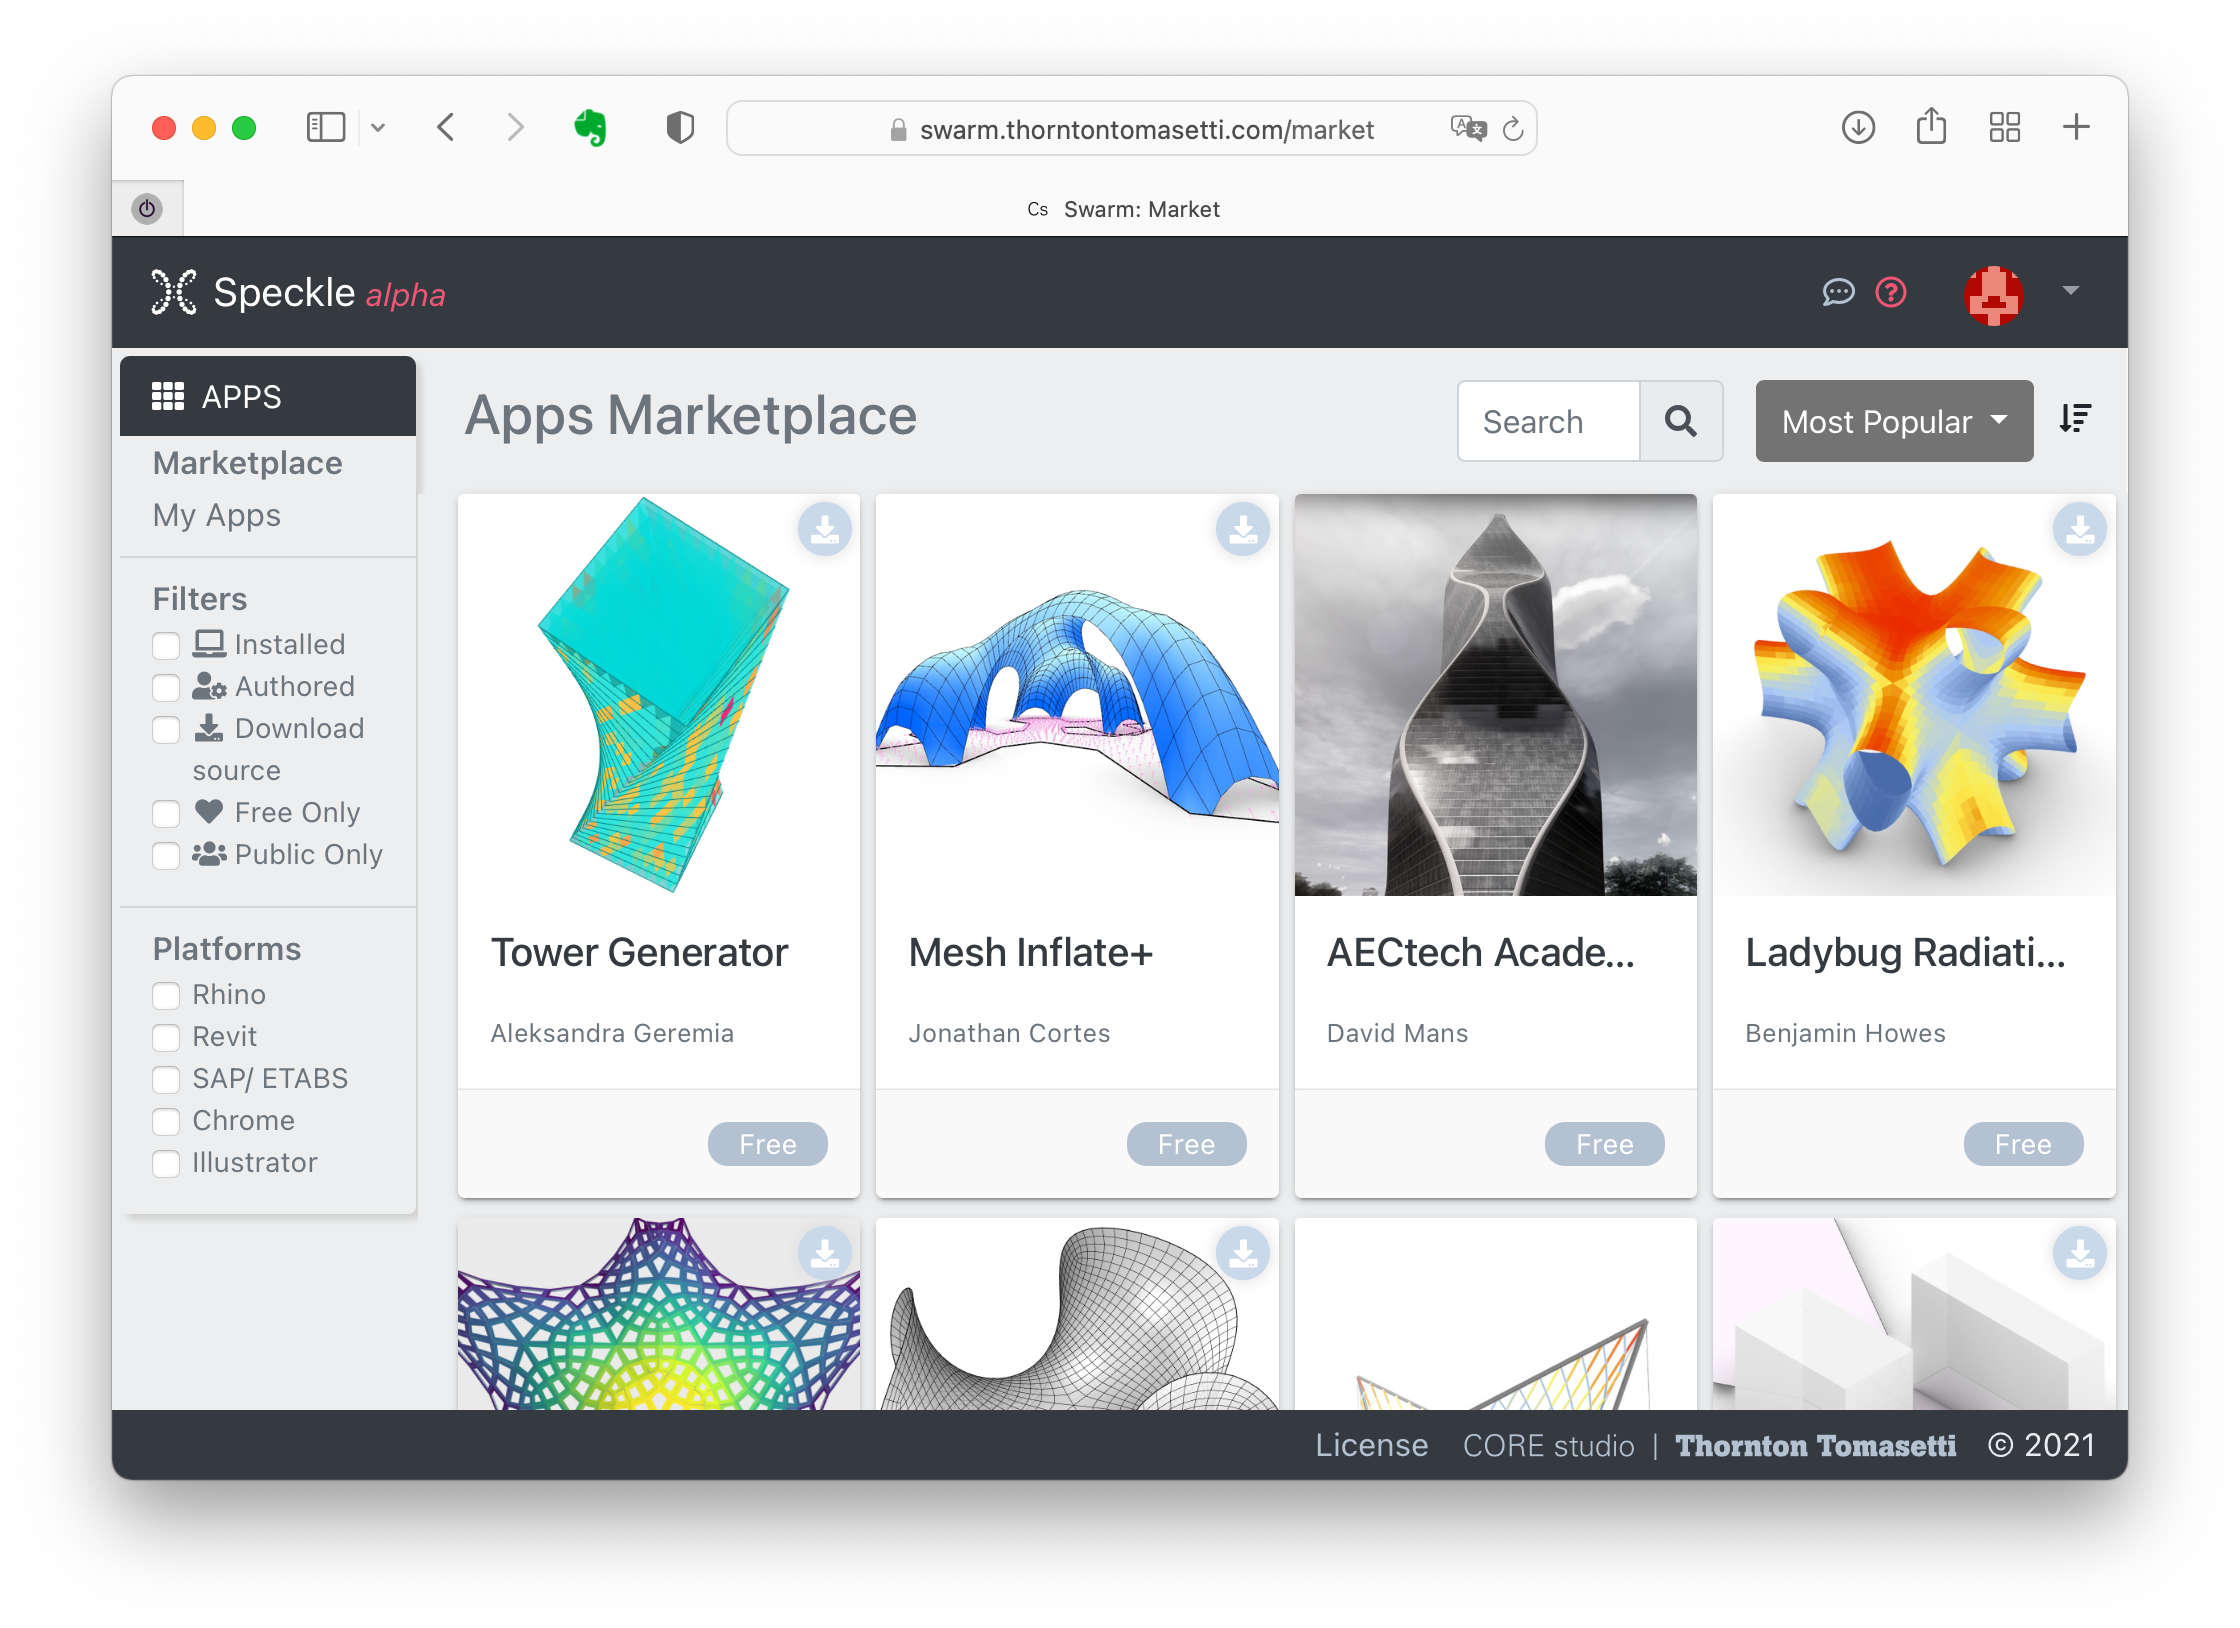 swarm.thorntontomasetti.com/market
Cs Swarm: Market
Speckle alpha
APPS
Marketplace
My Apps
Filters
Installed
Authored
Download
source
Free Only
Public Only
Platforms
Rhino
Revit
SAP/ ETABS
Chrome
Illustrator
Apps Marketplace
Search
Most Popular
Tower Generator
Aleksandra Geremia
Free
Mesh Inflate+
Jonathan Cortes
Free
AECtech Acade...
David Mans
Free
Ladybug Radiati...
Benjamin Howes
Free
License CORE studio | Thornton Tomasetti © 2021